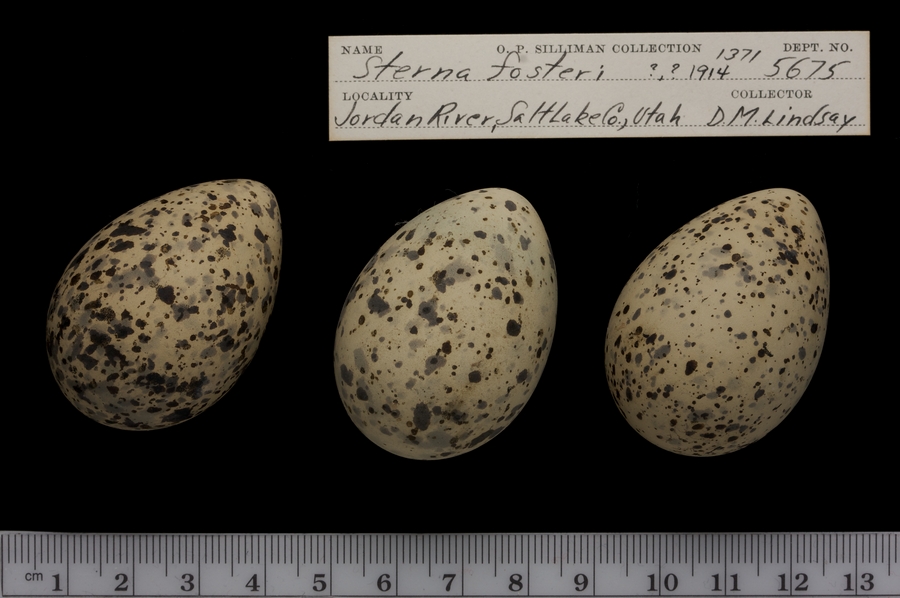 NAME O. P. SILLIMAN COLLECTION 1371 DEPT. NO.
Sterna fosteri ?,? 1914 5675
LOCALITY COLLECTOR
Jordan River, Salt Lake Co., Utah D.M. Lindsay
cm 1 2 3 4 5 6 7 8 9 10 11 12 13